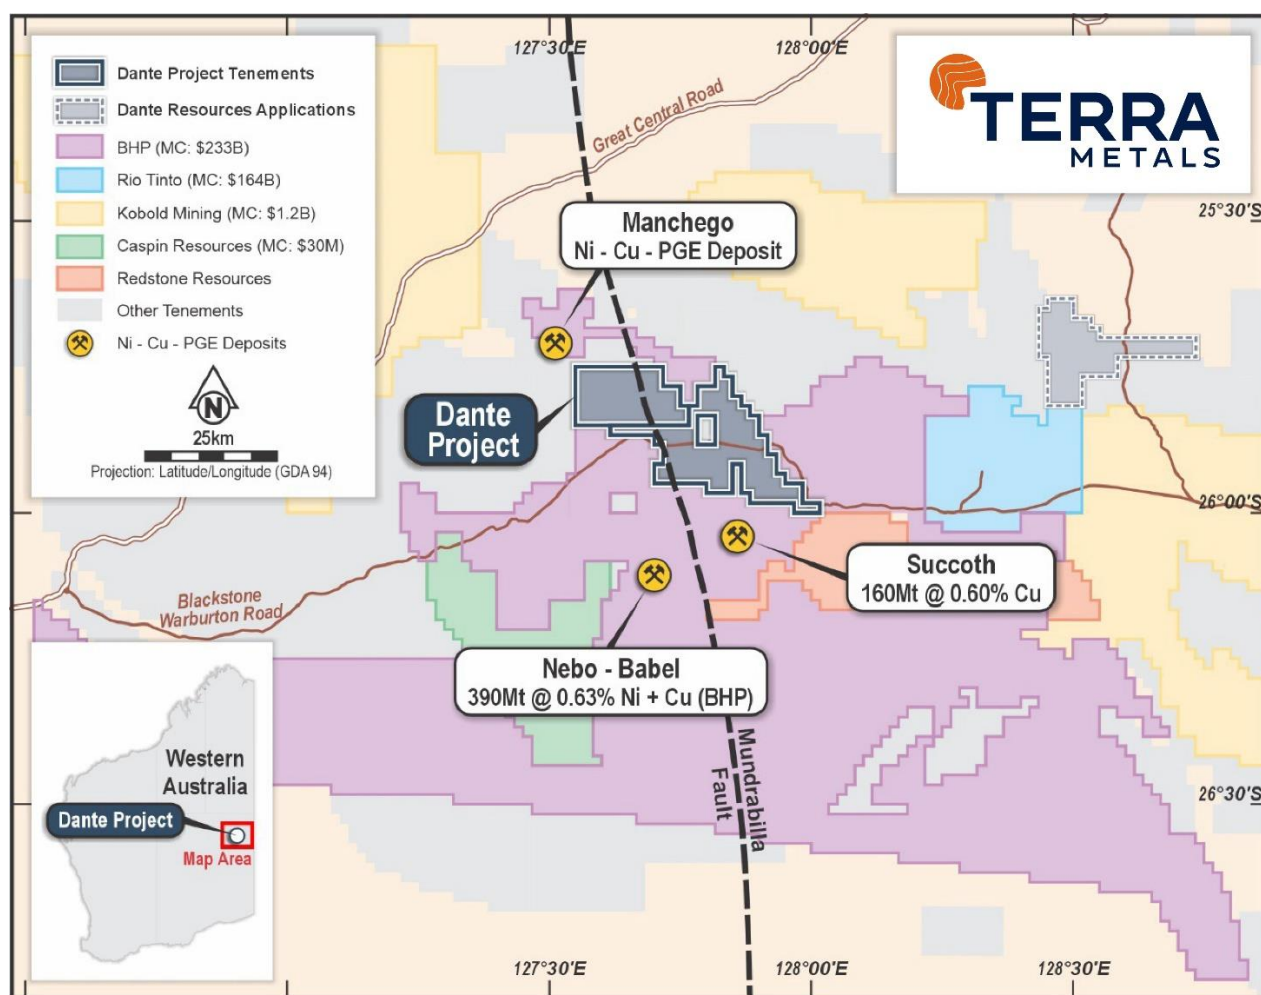 Dante Project Tenements
Dante Resources Applications
BHP (MC: $233B)
Rio Tinto (MC: $164B)
Kobold Mining (MC: $1.2B)
Caspin Resources (MC: $30M)
Redstone Resources
Other Tenements
Ni - Cu - PGE Deposits
N
25km
Projection: Latitude/Longitude (GDA 94)
127°30'E
128°00'E
TERRA
METALS
Great Central Road
25°30'S
Manchego
Ni - Cu - PGE Deposit
Dante
Project
26°00'S
Succoth
160Mt @ 0.60% Cu
Blackstone
Warburton Road
Nebo - Babel
390Mt @ 0.63% Ni + Cu (BHP)
Mundrabilla
Fault
26°30'S
Western
Australia
Dante Project
Map Area
127°30'E
128°00'E
128°30'E